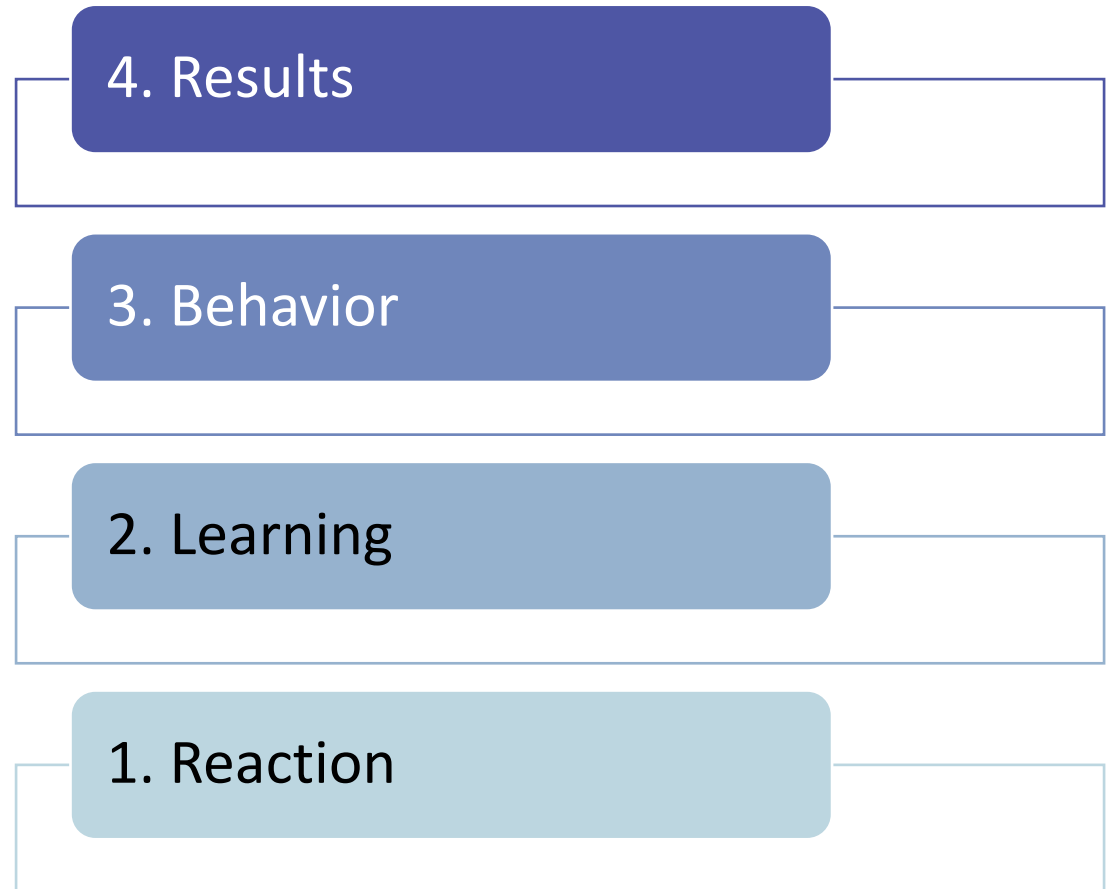 4. Results
3. Behavior
2. Learning
1. Reaction